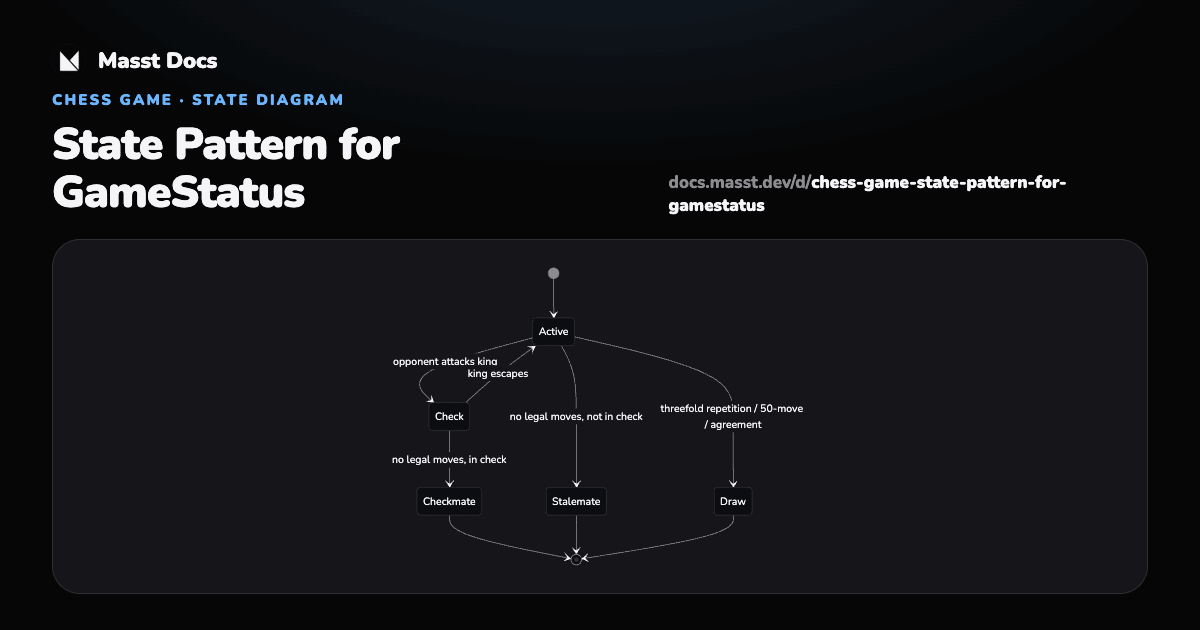 Masst Docs
CHESS GAME · STATE DIAGRAM
State Pattern for
GameStatus
docs.masst.dev/d/chess-game-state-pattern-for-
gamestatus
Active
opponent attacks king
king escapes
Check
no legal moves, not in check
threefold repetition / 50-move
/ agreement
no legal moves, in check
Checkmate
Stalemate
Draw